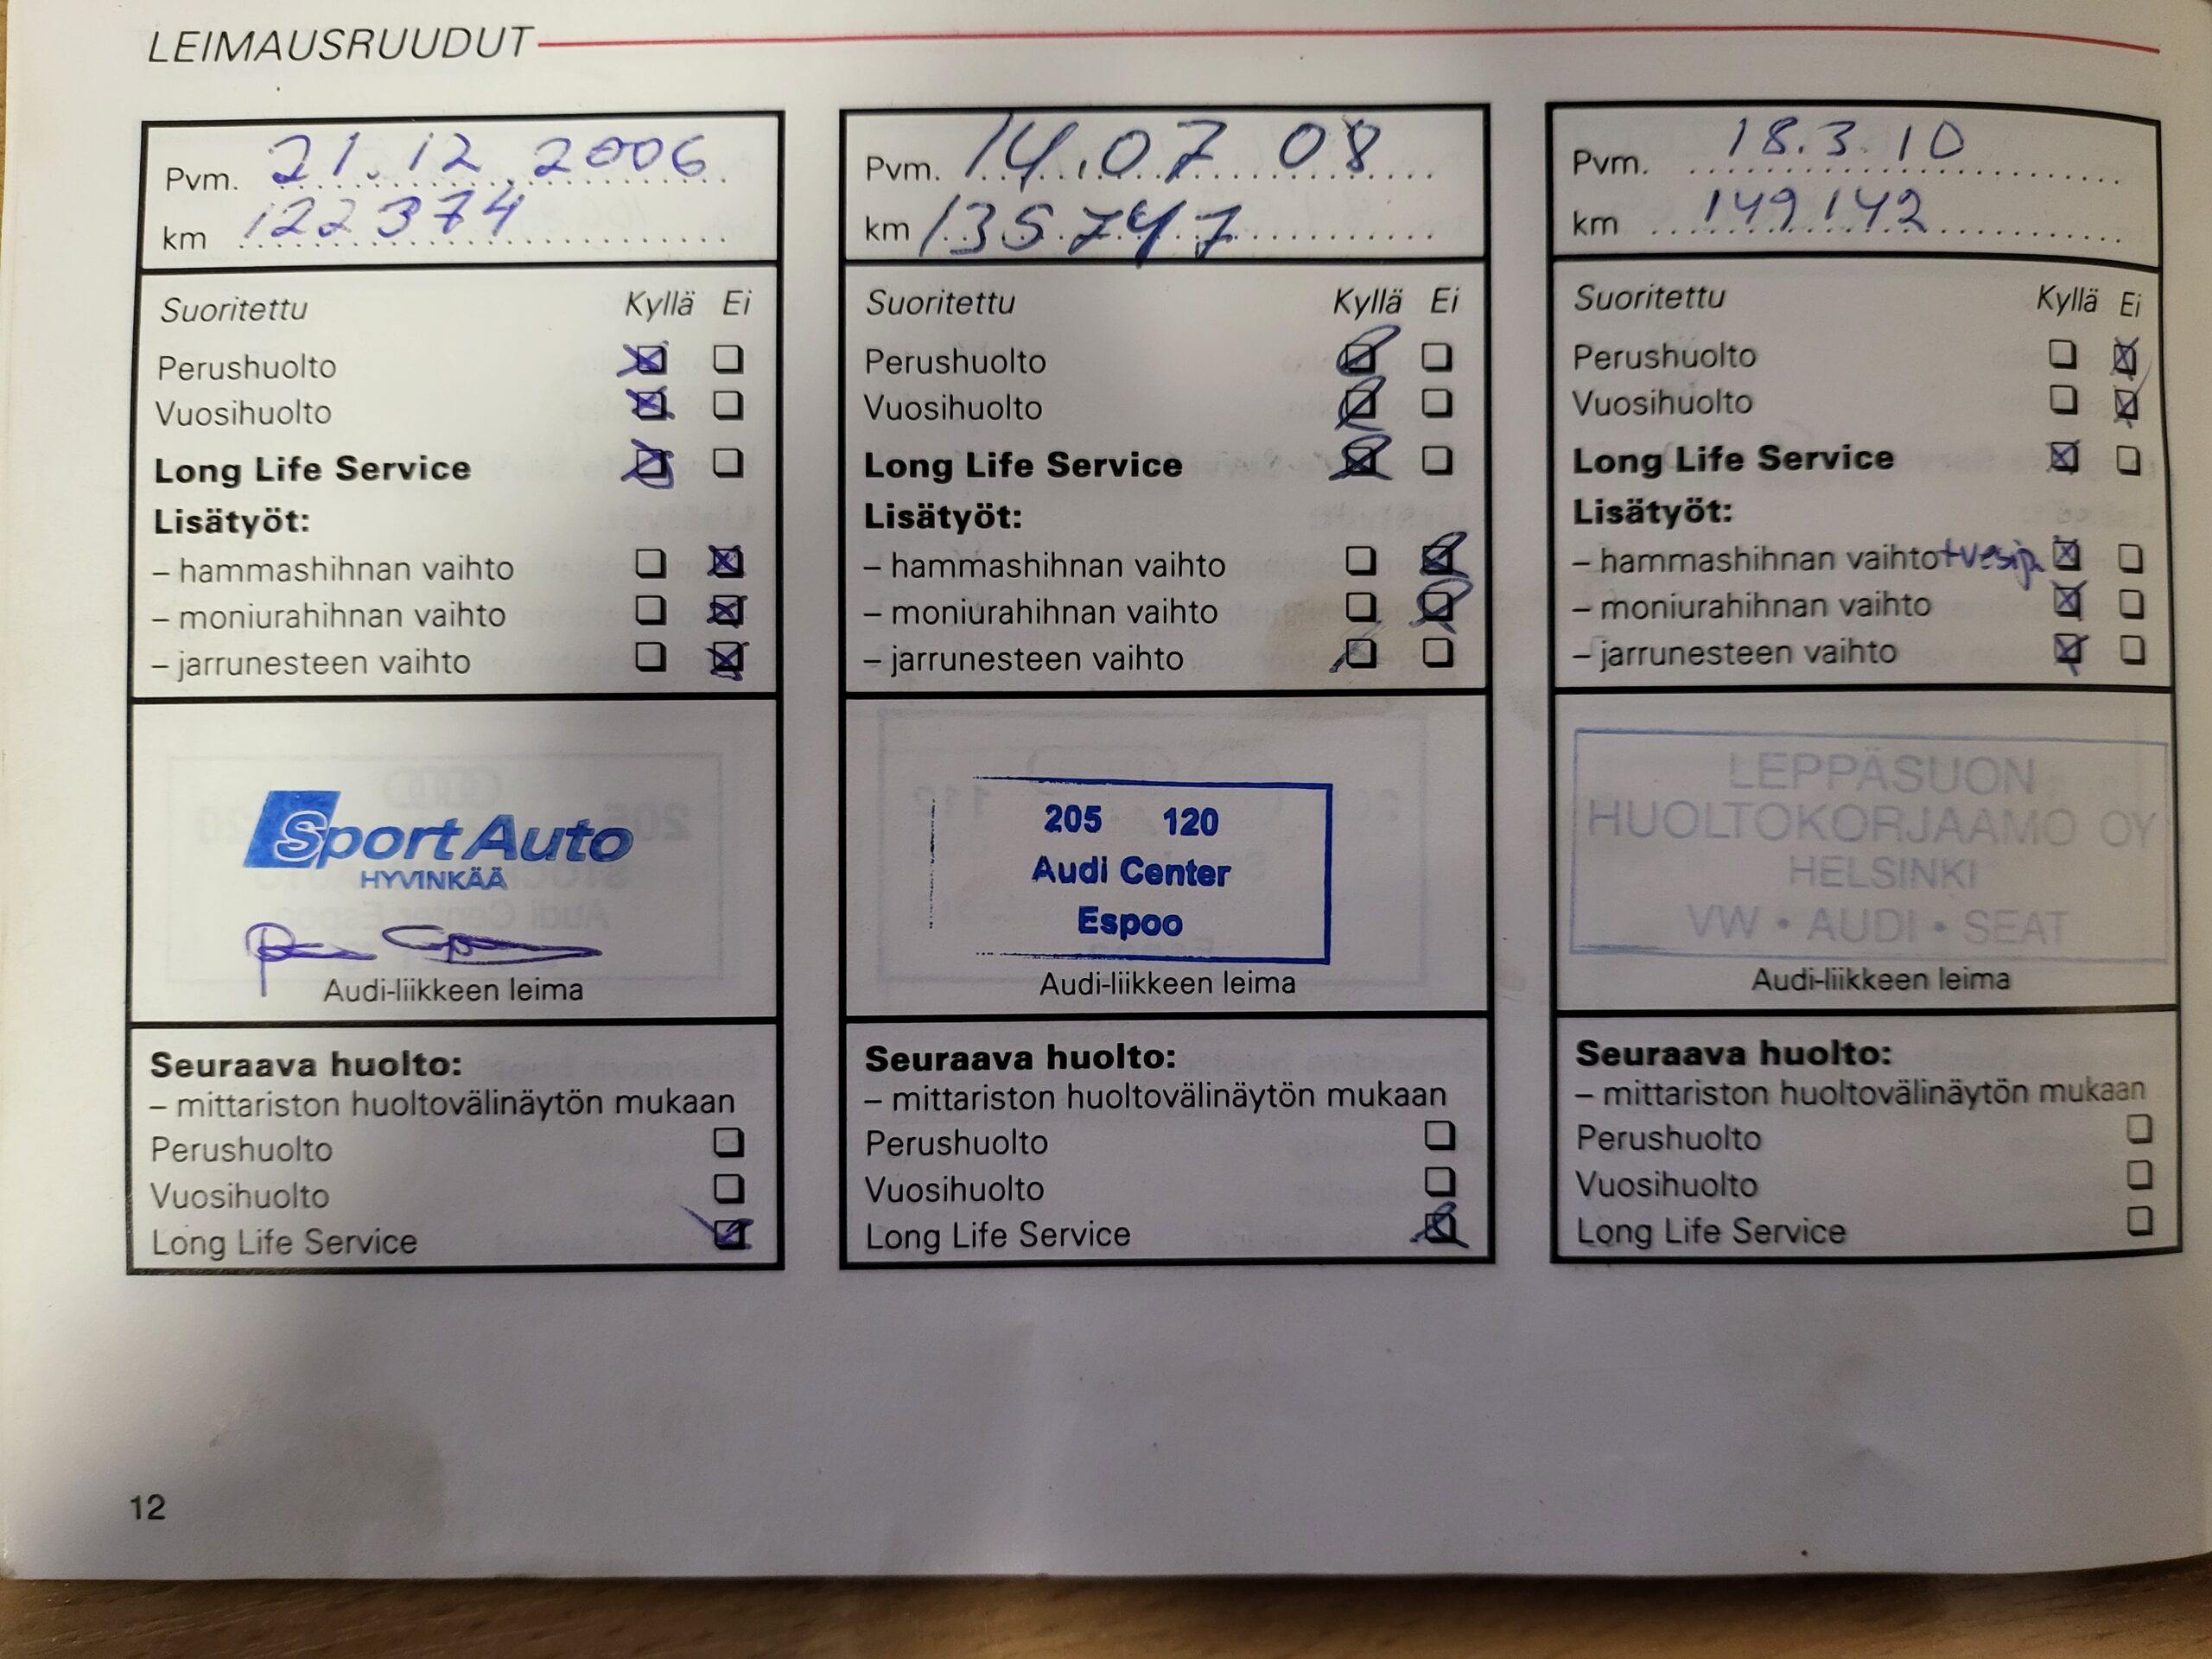 LEIMAUSRUUDUT
Pvm. 21.12.2006
km 122374
Suoritettu Kyllä Ei
Perushuolto
Vuosihuolto
Long Life Service
Lisätyöt:
– hammashihnan vaihto
– moniurahihnan vaihto
– jarrunesteen vaihto
Sport Auto
HYVINKÄÄ
Audi-liikkeen leima
Seuraava huolto:
– mittariston huoltovälinäytön mukaan
Perushuolto
Vuosihuolto
Long Life Service
Pvm. 14.07 08
km 135747
Suoritettu Kyllä Ei
Perushuolto
Vuosihuolto
Long Life Service
Lisätyöt:
– hammashihnan vaihto
– moniurahihnan vaihto
– jarrunesteen vaihto
205 120
Audi Center
Espoo
Audi-liikkeen leima
Seuraava huolto:
– mittariston huoltovälinäytön mukaan
Perushuolto
Vuosihuolto
Long Life Service
Pvm. 18.3.10
km 149142
Suoritettu Kyllä Ei
Perushuolto
Vuosihuolto
Long Life Service
Lisätyöt:
– hammashihnan vaihto +vesip.
– moniurahihnan vaihto
– jarrunesteen vaihto
LEPPÄSUON
HUOLTOKORJAAMO OY
HELSINKI
VW • AUDI • SEAT
Audi-liikkeen leima
Seuraava huolto:
– mittariston huoltovälinäytön mukaan
Perushuolto
Vuosihuolto
Long Life Service
12